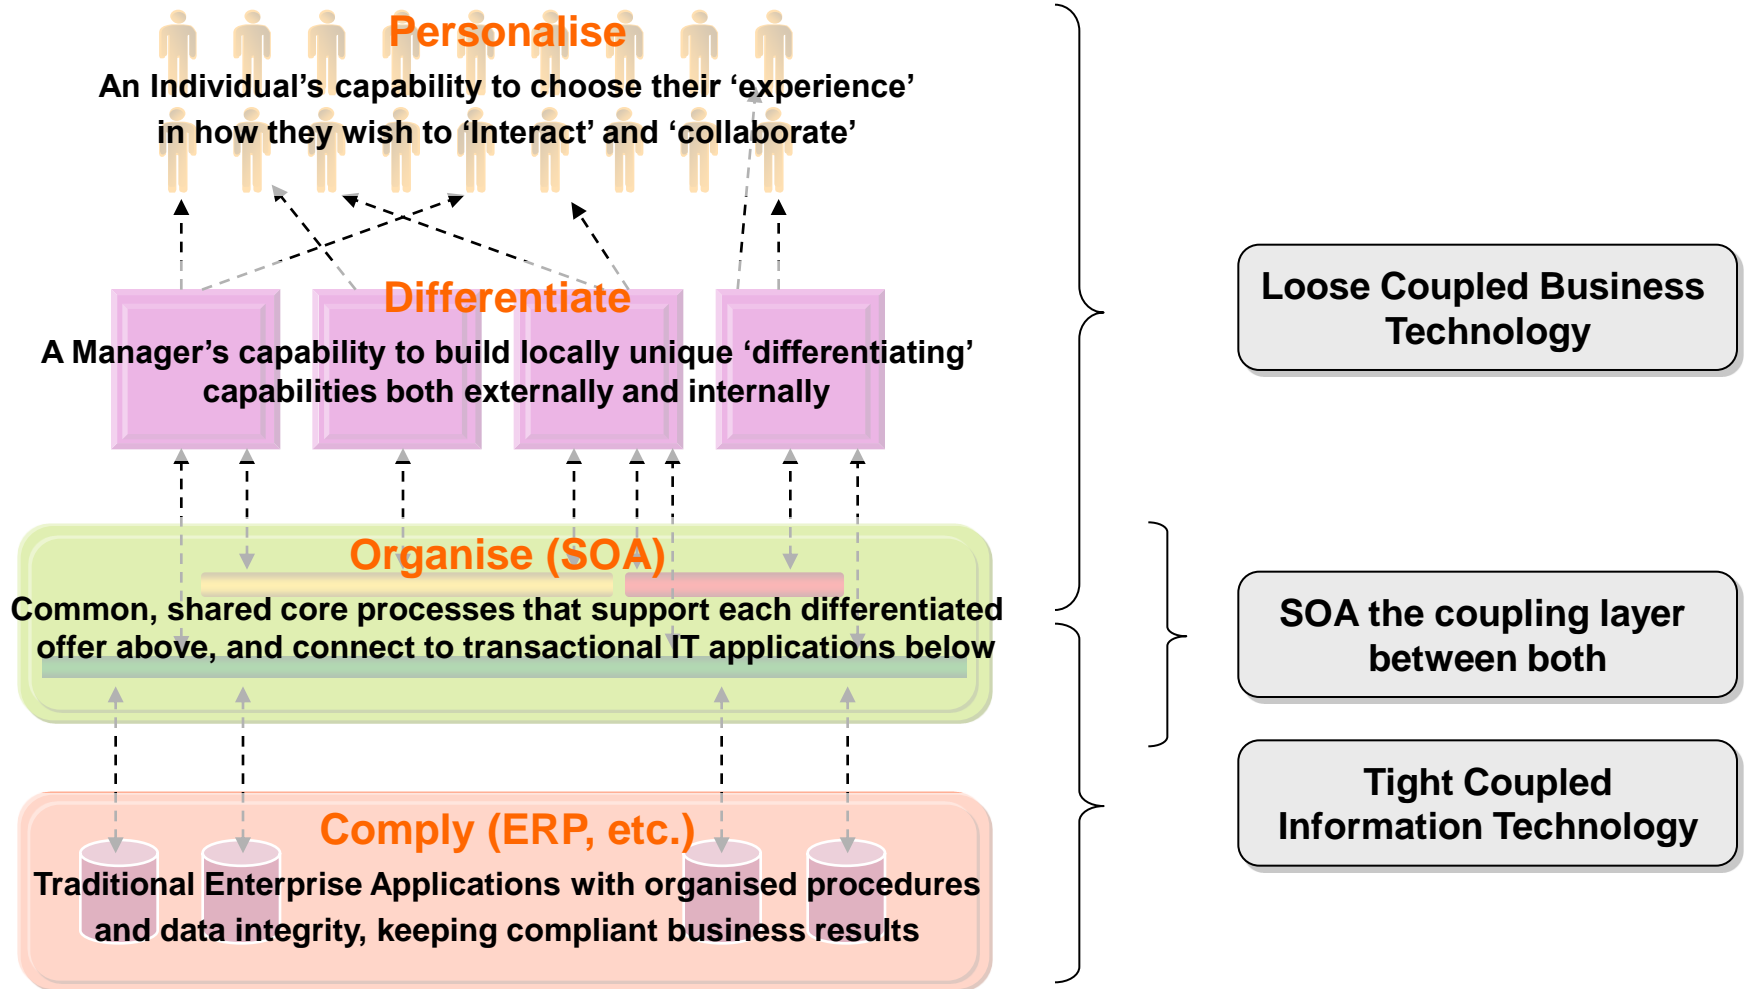 Personalise
An Individual’s capability to choose their ‘experience’
in how they wish to ‘Interact’ and ‘collaborate’
Differentiate
A Manager’s capability to build locally unique ‘differentiating’
capabilities both externally and internally
Organise (SOA)
Common, shared core processes that support each differentiated
offer above, and connect to transactional IT applications below
Comply (ERP, etc.)
Traditional Enterprise Applications with organised procedures
and data integrity, keeping compliant business results
Loose Coupled Business
Technology
SOA the coupling layer
between both
Tight Coupled
Information Technology